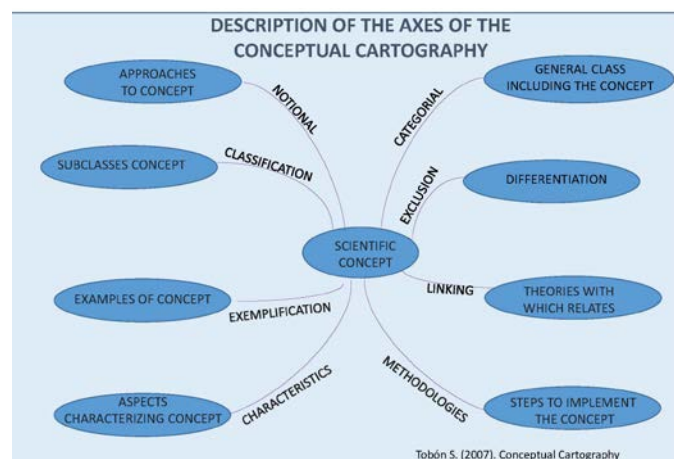 DESCRIPTION OF THE AXES OF THE
CONCEPTUAL CARTOGRAPHY
APPROACHES
TO CONCEPT
NOTIONAL
CATEGORIAL
GENERAL CLASS
INCLUDING THE CONCEPT
SUBCLASSES CONCEPT
CLASSIFICATION
EXCLUSION
DIFFERENTIATION
SCIENTIFIC
CONCEPT
EXAMPLES OF CONCEPT
EXEMPLIFICATION
LINKING
THEORIES WITH
WHICH RELATES
ASPECTS
CHARACTERIZING CONCEPT
CHARACTERISTICS
METHODOLOGIES
STEPS TO IMPLEMENT
THE CONCEPT
Tobón S. (2007). Conceptual Cartography